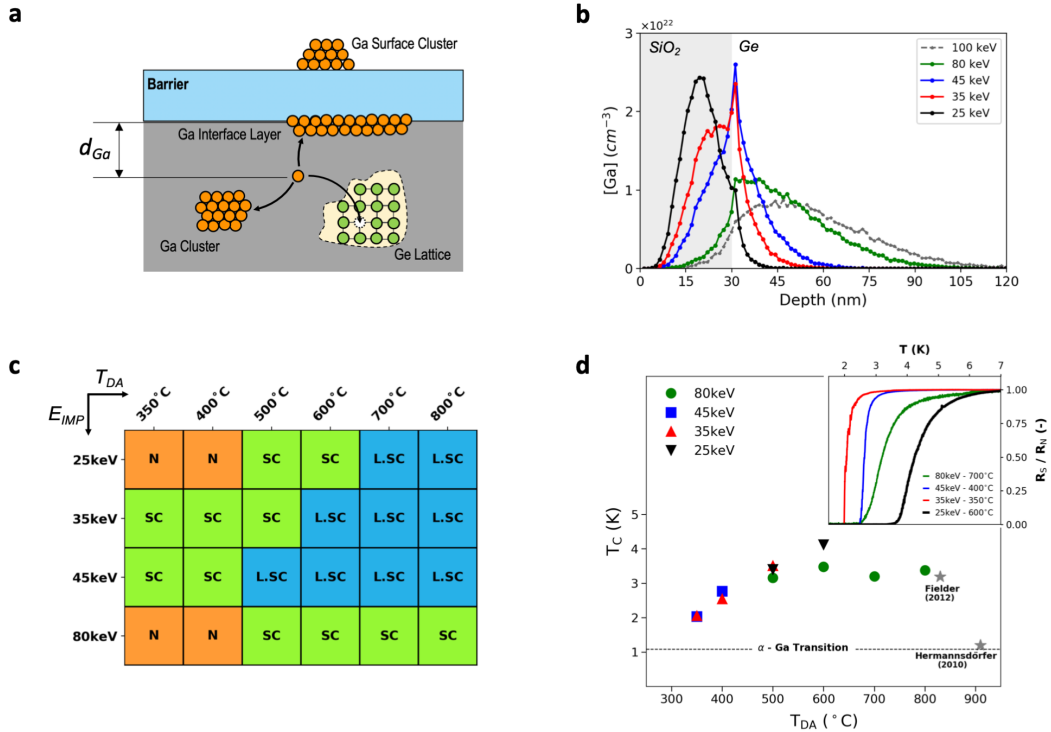 a
Ga Surface Cluster
Barrier
Ga Interface Layer
d_Ga
Ga Cluster
Ge Lattice
b
×10^22
SiO₂
Ge
100 keV
80 keV
45 keV
35 keV
25 keV
[Ga] (cm⁻³)
3
2
1
0
0 15 30 45 60 75 90 105 120
Depth (nm)
c
T_DA
E_IMP
350°C 400°C 500°C 600°C 700°C 800°C
25keV N N SC SC L.SC L.SC
35keV SC SC SC L.SC L.SC L.SC
45keV SC SC L.SC L.SC L.SC L.SC
80keV N N SC SC SC SC
d
80keV
45keV
35keV
25keV
T (K)
2 3 4 5 6 7
1.00
0.75
0.50
0.25
0.00
R_S / R_N (-)
80keV - 700°C
45keV - 400°C
35keV - 350°C
25keV - 600°C
T_C (K)
5
4
3
2
1
Fielder
(2012)
α - Ga Transition
Hermannsdörfer
(2010)
300 400 500 600 700 800 900
T_DA (°C)